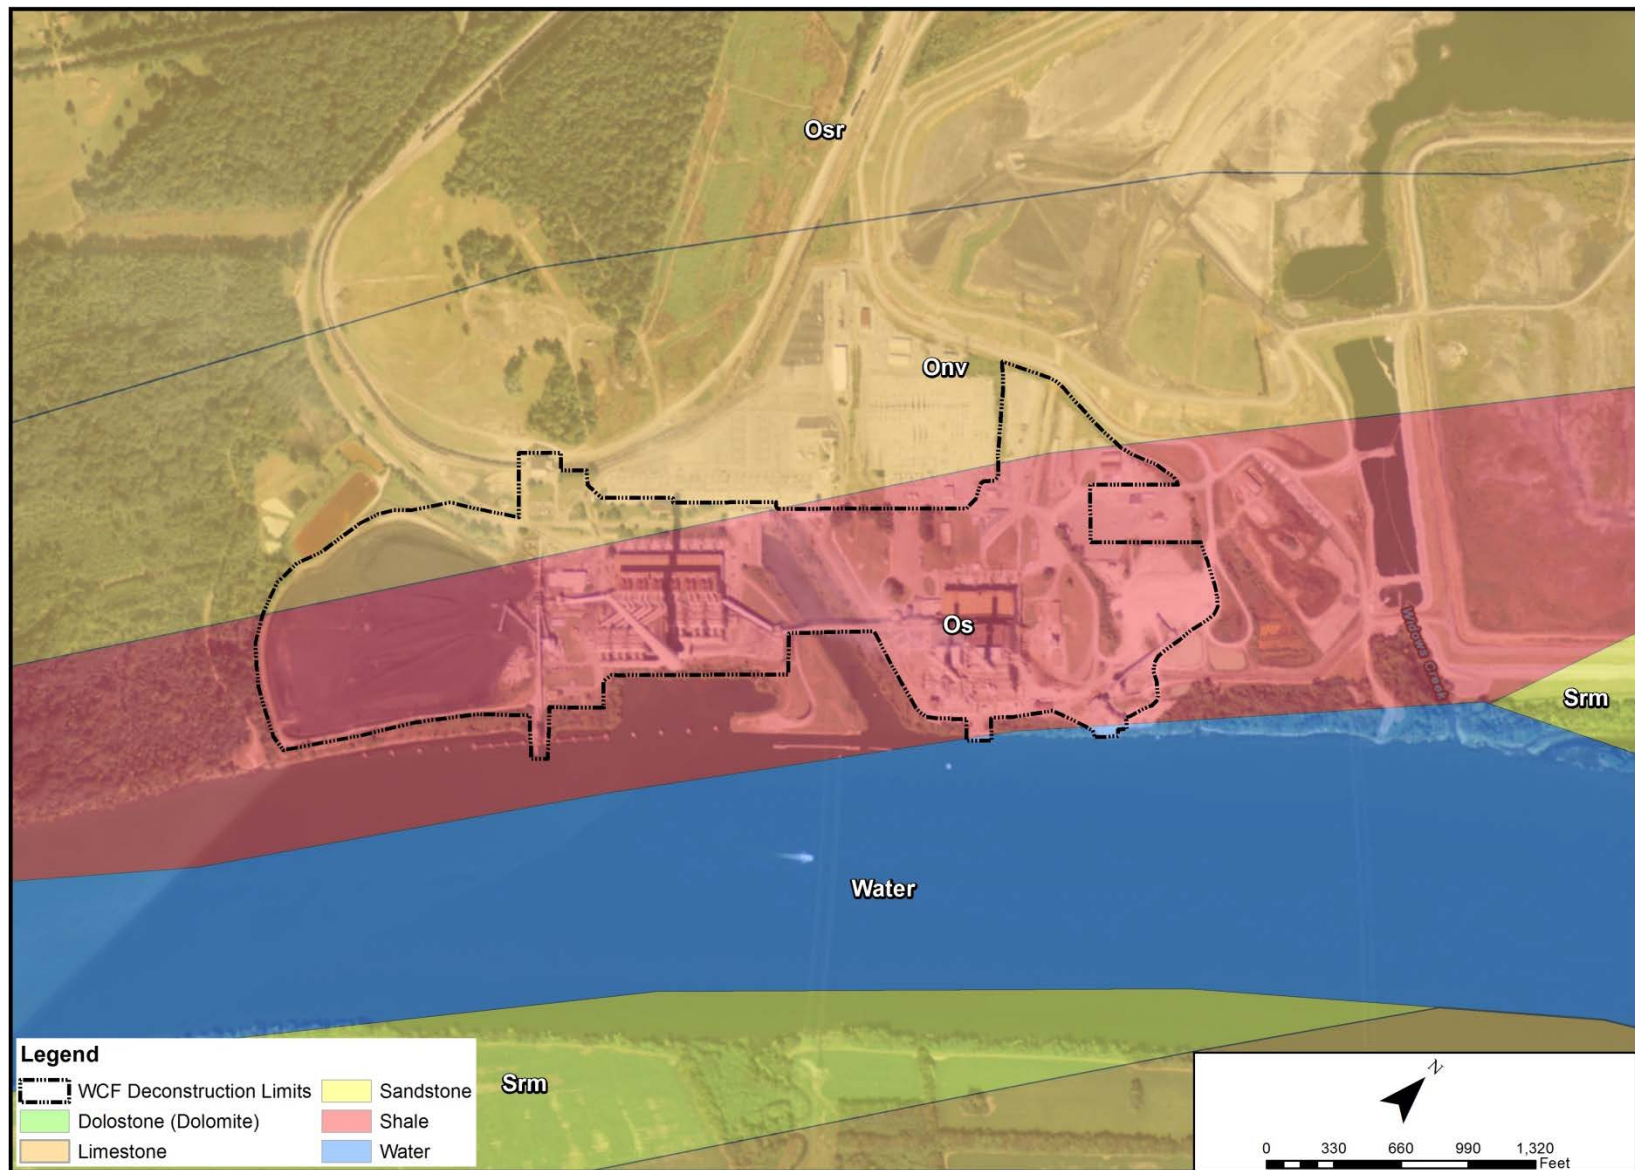 Osr
Onv
Os
Widows Creek
Srm
Water
Srm
Legend
WCF Deconstruction Limits
Dolostone (Dolomite)
Limestone
Sandstone
Shale
Water
N
0 330 660 990 1,320
Feet